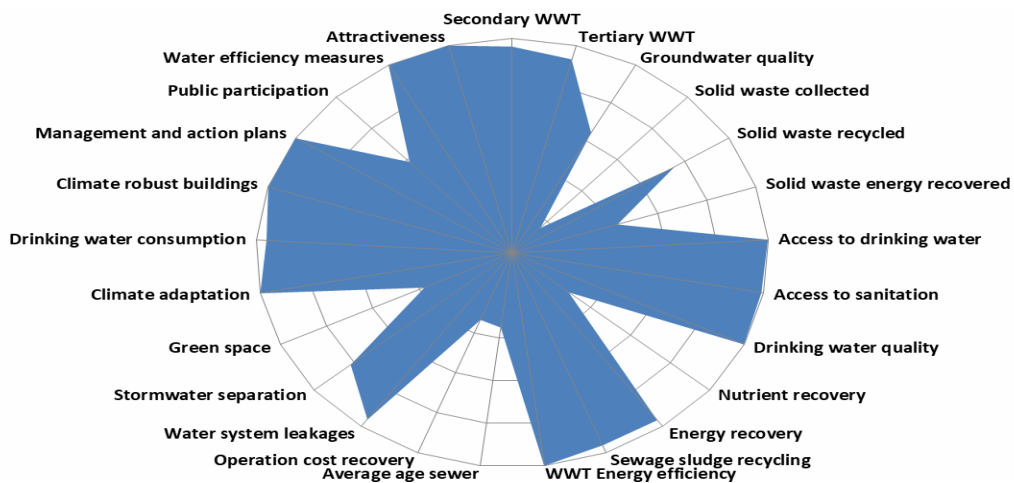 Secondary WWT
Attractiveness
Tertiary WWT
Water efficiency measures
Groundwater quality
Public participation
Solid waste collected
Management and action plans
Solid waste recycled
Climate robust buildings
Solid waste energy recovered
Drinking water consumption
Access to drinking water
Climate adaptation
Access to sanitation
Green space
Drinking water quality
Stormwater separation
Nutrient recovery
Water system leakages
Energy recovery
Operation cost recovery
Sewage sludge recycling
Average age sewer
WWT Energy efficiency